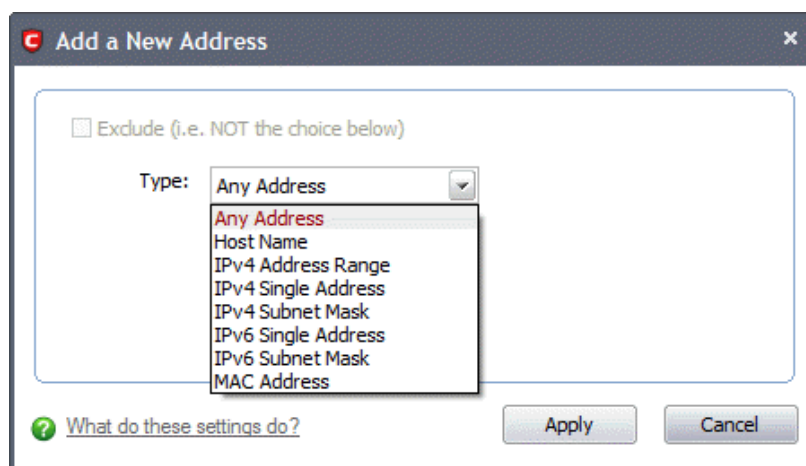 Add a New Address
Exclude (i.e. NOT the choice below)
Type: Any Address
Any Address
Host Name
IPv4 Address Range
IPv4 Single Address
IPv4 Subnet Mask
IPv6 Single Address
IPv6 Subnet Mask
MAC Address
What do these settings do? Apply Cancel